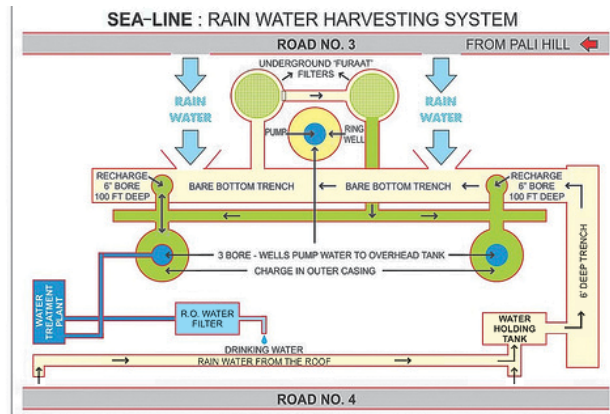 SEA-LINE : RAIN WATER HARVESTING SYSTEM
ROAD NO. 3
FROM PALI HILL
UNDERGROUND 'FURAAT'
FILTERS
RAIN
WATER
RAIN
WATER
PUMP
RING
WELL
RECHARGE
6" BORE
100 FT DEEP
BARE BOTTOM TRENCH
BARE BOTTOM TRENCH
RECHARGE
6" BORE
100 FT DEEP
3 BORE - WELLS PUMP WATER TO OVERHEAD TANK
CHARGE IN OUTER CASING
6' DEEP TRENCH
WATER
TREATMENT
PLANT
R.O. WATER
FILTER
WATER
HOLDING
TANK
DRINKING WATER
RAIN WATER FROM THE ROOF
ROAD NO. 4